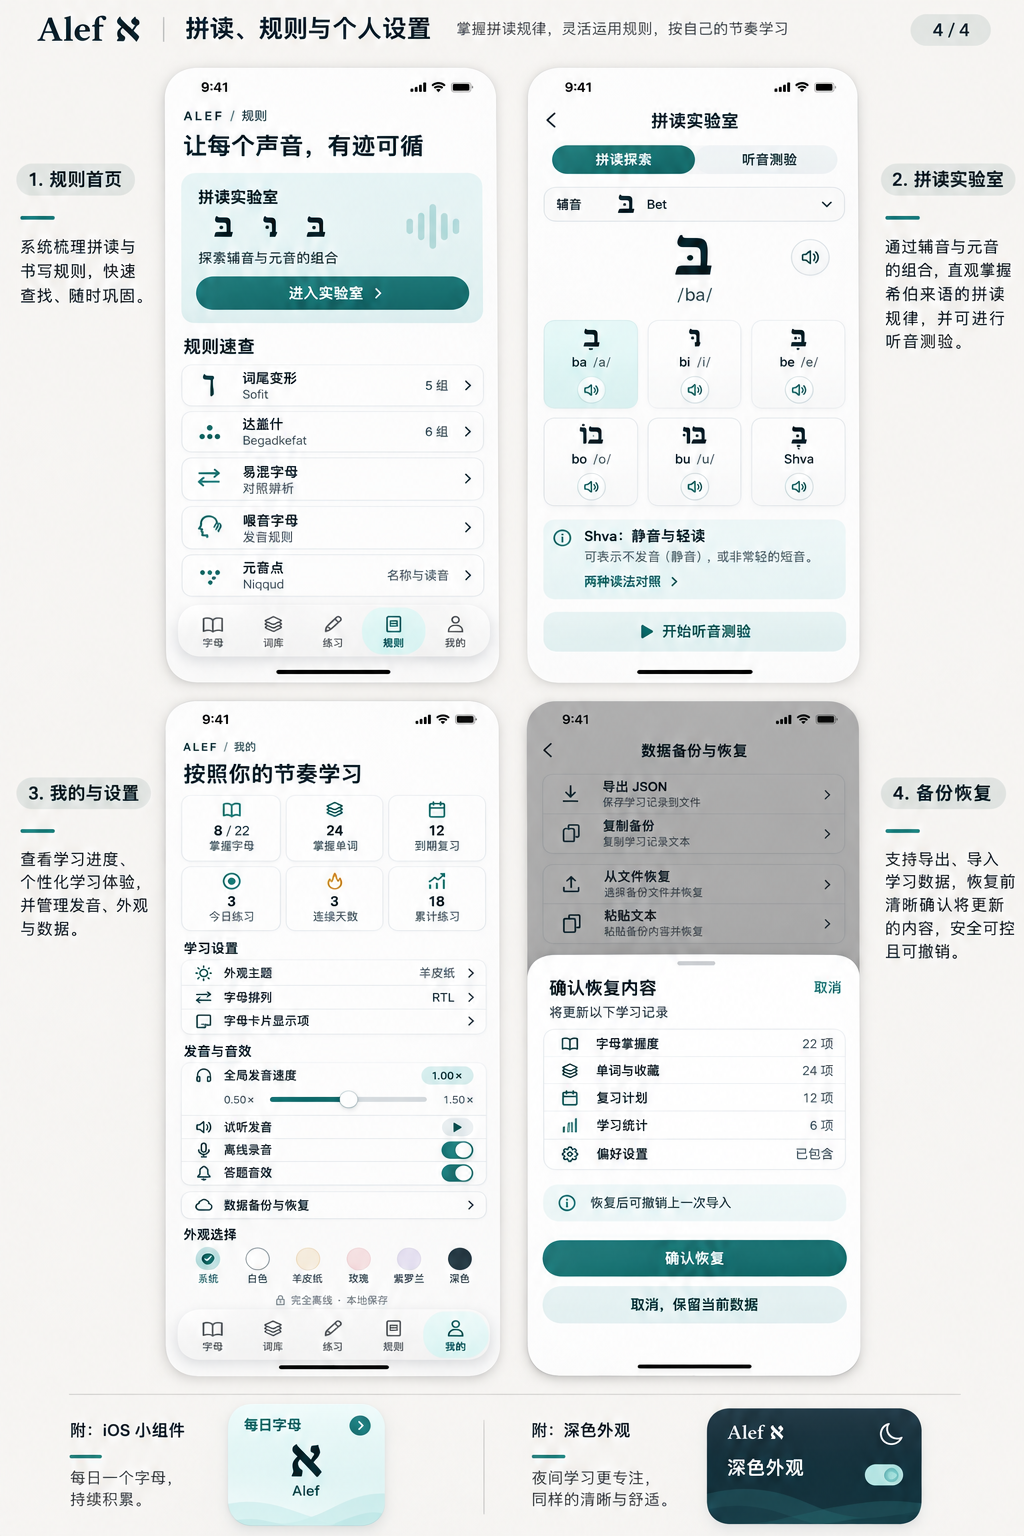 Alef א
拼读、规则与个人设置
掌握拼读规律，灵活运用规则，按自己的节奏学习
4 / 4
1. 规则首页
系统梳理拼读与
书写规则，快速
查找、随时巩固。
9:41
ALEF / 规则
让每个声音，有迹可循
拼读实验室
探索辅音与元音的组合
进入实验室
规则速查
词尾变形
Sofit
5 组
Begadkefat
6 组
易混字母
对照辨析
发音规则
元音点
Niqqud
名称与读音
字母
词库
练习
规则
我的
9:41
拼读实验室
拼读探索
听音测验
辅音
בּ
Bet
בּ
/ba/
ba /a/
bi /i/
be /e/
bo /o/
bu /u/
Shva
Shva：静音与轻读
可表示不发音（静音），或非常轻的短音。
两种读法对照
开始听音测验
2. 拼读实验室
通过辅音与元音
的组合，直观掌握
希伯来语的拼读
规律，并可进行
听音测验。
3. 我的与设置
查看学习进度、
个性化学习体验，
并管理发音、外观
与数据。
9:41
ALEF / 我的
按照你的节奏学习
8 / 22
掌握字母
24
掌握单词
12
到期复习
3
今日练习
3
连续天数
18
累计练习
学习设置
外观主题
羊皮纸
字母排列
RTL
字母卡片显示项
发音与音效
全局发音速度
1.00×
0.50×
1.50×
试听发音
离线录音
答题音效
数据备份与恢复
外观选择
系统
白色
羊皮纸
玫瑰
紫罗兰
深色
完全离线 · 本地保存
字母
词库
练习
规则
我的
9:41
数据备份与恢复
导出 JSON
保存学习记录到文件
复制备份
复制学习记录文本
从文件恢复
选择备份文件并恢复
粘贴文本
粘贴备份内容并恢复
确认恢复内容
取消
将更新以下学习记录
字母掌握度
22 项
单词与收藏
24 项
复习计划
12 项
学习统计
6 项
偏好设置
已包含
恢复后可撤销上一次导入
确认恢复
取消，保留当前数据
4. 备份恢复
支持导出、导入
学习数据，恢复前
清晰确认将更新
的内容，安全可控
且可撤销。
附：iOS 小组件
每日一个字母，
持续积累。
每日字母
א
Alef
附：深色外观
夜间学习更专注，
同样的清晰与舒适。
Alef א
深色外观